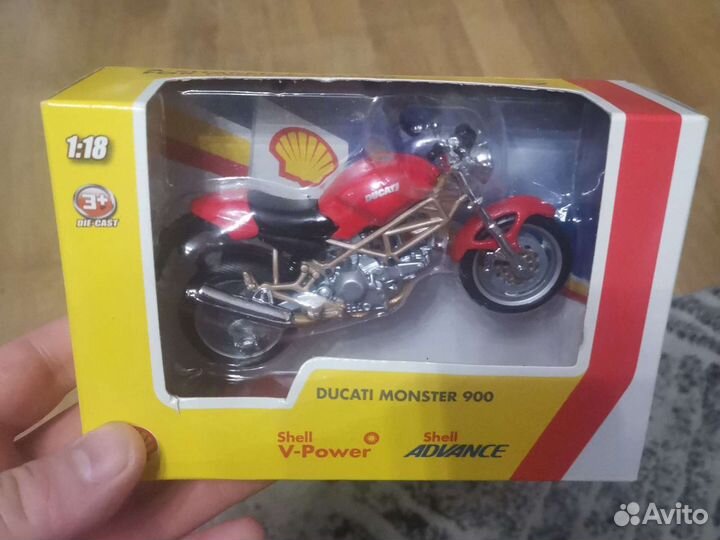 1:18
3+
DIE-CAST
DUCATI
DUCATI MONSTER 900
Shell
V-Power
Shell
ADVANCE
Avito